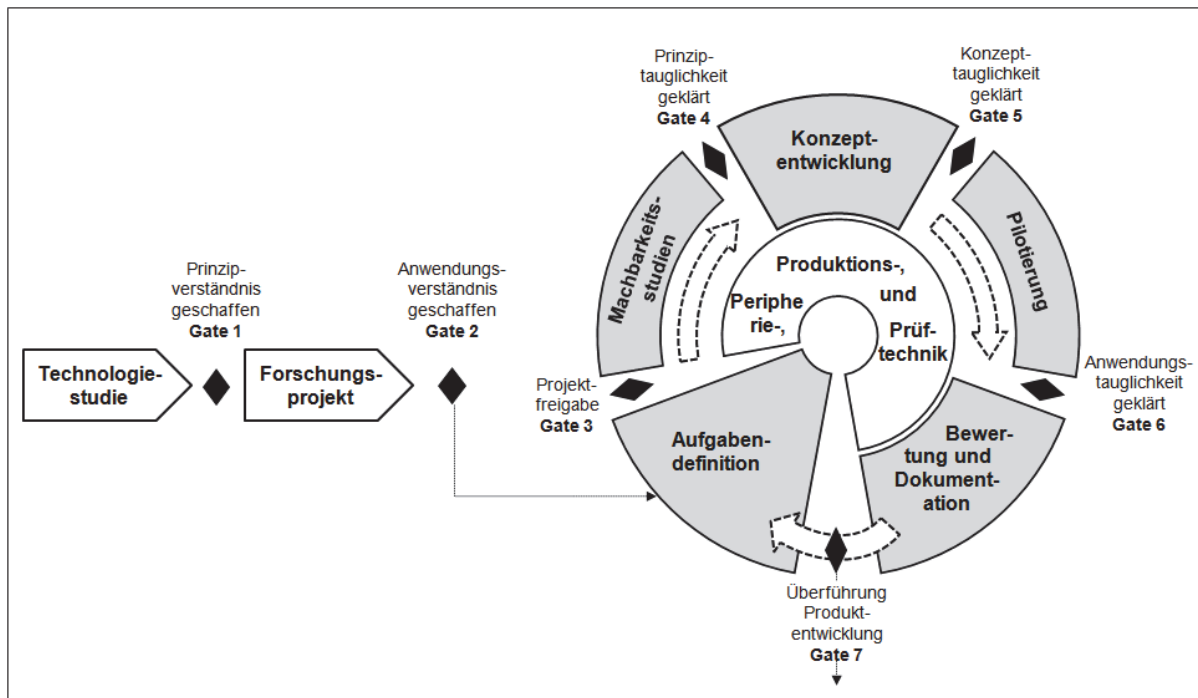 Technologie-
studie
Prinzip-
verständnis
geschaffen
Gate 1
Forschungs-
projekt
Anwendungs-
verständnis
geschaffen
Gate 2
Aufgaben-
definition
Projekt-
freigabe
Gate 3
Machbarkeits-
studien
Prinzip-
tauglichkeit
geklärt
Gate 4
Konzept-
entwicklung
Konzept-
tauglichkeit
geklärt
Gate 5
Pilotierung
Anwendungs-
tauglichkeit
geklärt
Gate 6
Bewer-
tung und
Dokument-
ation
Überführung
Produkt-
entwicklung
Gate 7
Periphe
rie-,
Produktions-,
und
Prüf-
technik